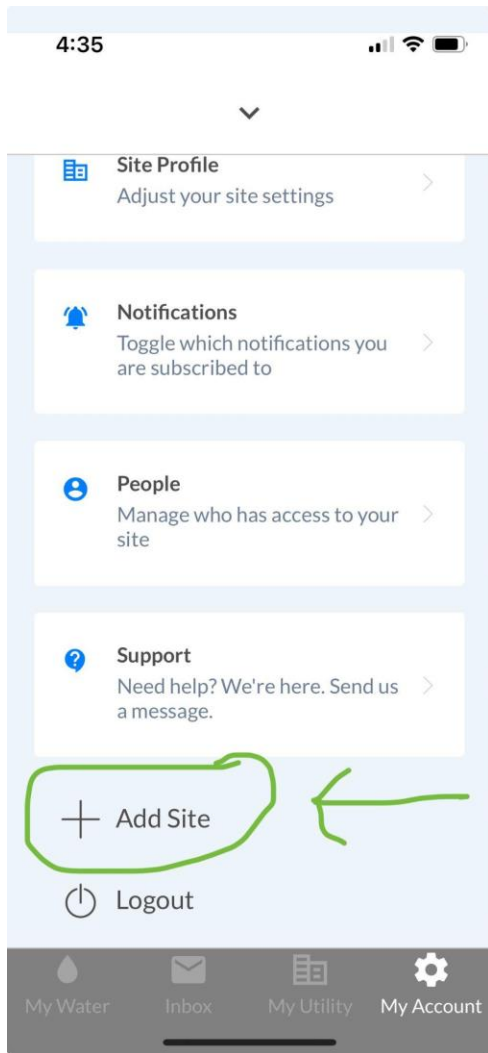 4:35
Site Profile
Adjust your site settings
Notifications
Toggle which notifications you
are subscribed to
People
Manage who has access to your
site
Support
Need help? We're here. Send us
a message.
Add Site
Logout
My Water Inbox My Utility My Account